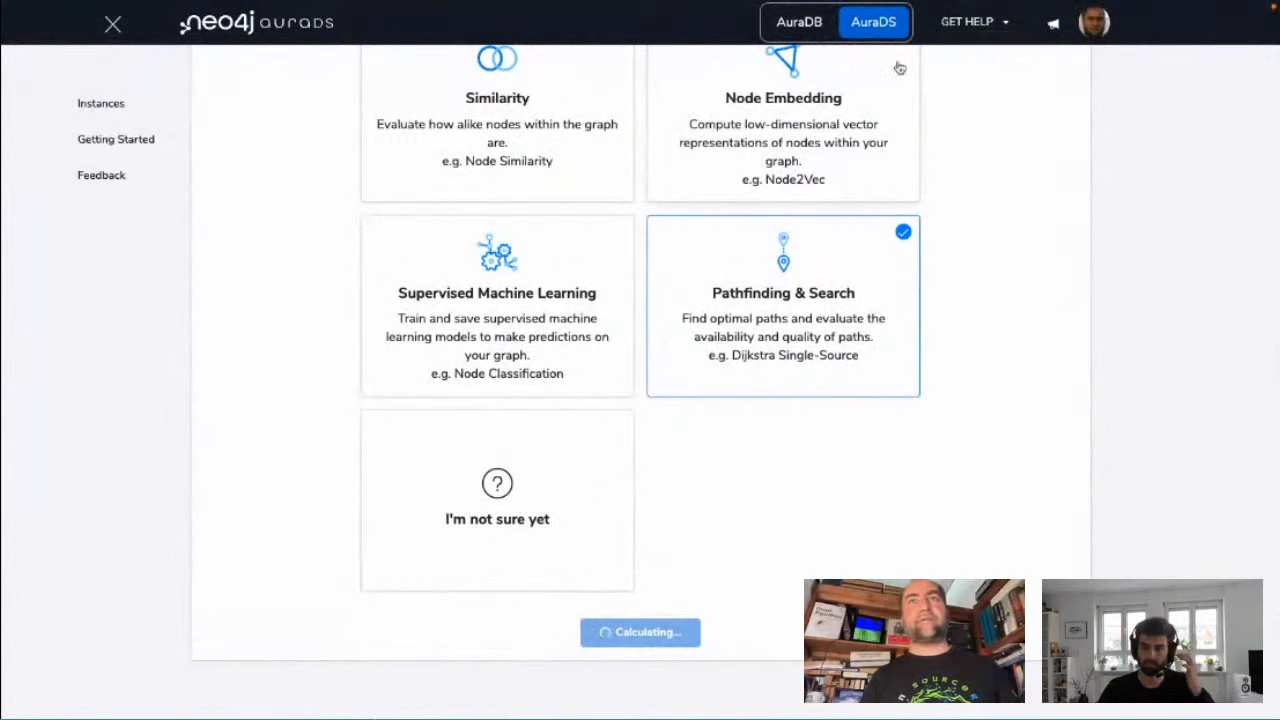 neo4j aurads
AuraDB
AuraDS
GET HELP
Instances
Getting Started
Feedback
Similarity
Evaluate how alike nodes within the graph
are.
e.g. Node Similarity
Node Embedding
Compute low-dimensional vector
representations of nodes within your
graph.
e.g. Node2Vec
Supervised Machine Learning
Train and save supervised machine
learning models to make predictions on
your graph.
e.g. Node Classification
Pathfinding & Search
Find optimal paths and evaluate the
availability and quality of paths.
e.g. Dijkstra Single-Source
?
I'm not sure yet
Calculating...